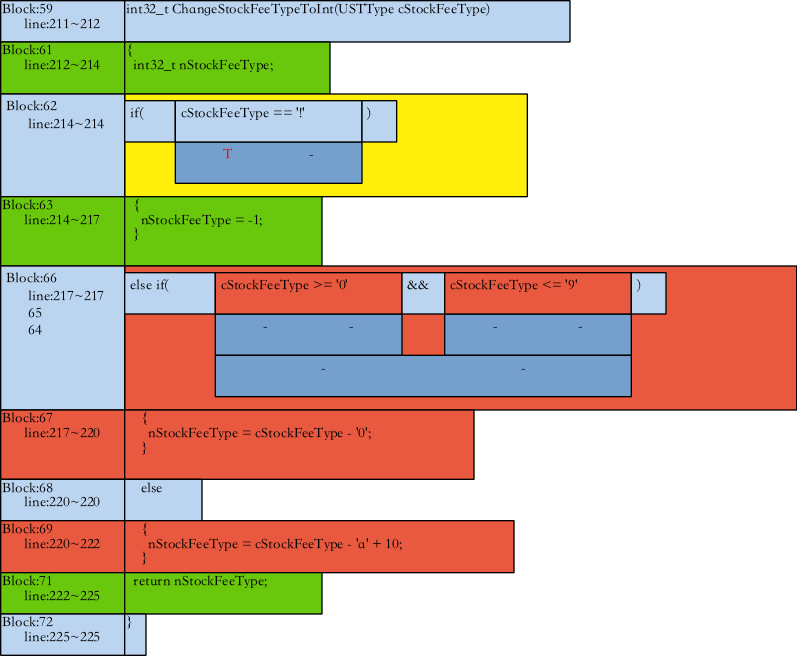 Block:59 int32_t ChangeStockFeeTypeToInt(USTType cStockFeeType)
line:211~212
Block:61 {
line:212~214 int32_t nStockFeeType;
Block:62 if( cStockFeeType == '!' )
line:214~214
T -
Block:63 {
line:214~217 nStockFeeType = -1;
}
Block:66 else if( cStockFeeType >= '0' && cStockFeeType <= '9' )
line:217~217
65
64
- - - -
- -
Block:67 {
line:217~220 nStockFeeType = cStockFeeType - '0';
}
Block:68 else
line:220~220
Block:69 {
line:220~222 nStockFeeType = cStockFeeType - 'a' + 10;
}
Block:71 return nStockFeeType;
line:222~225
Block:72 }
line:225~225